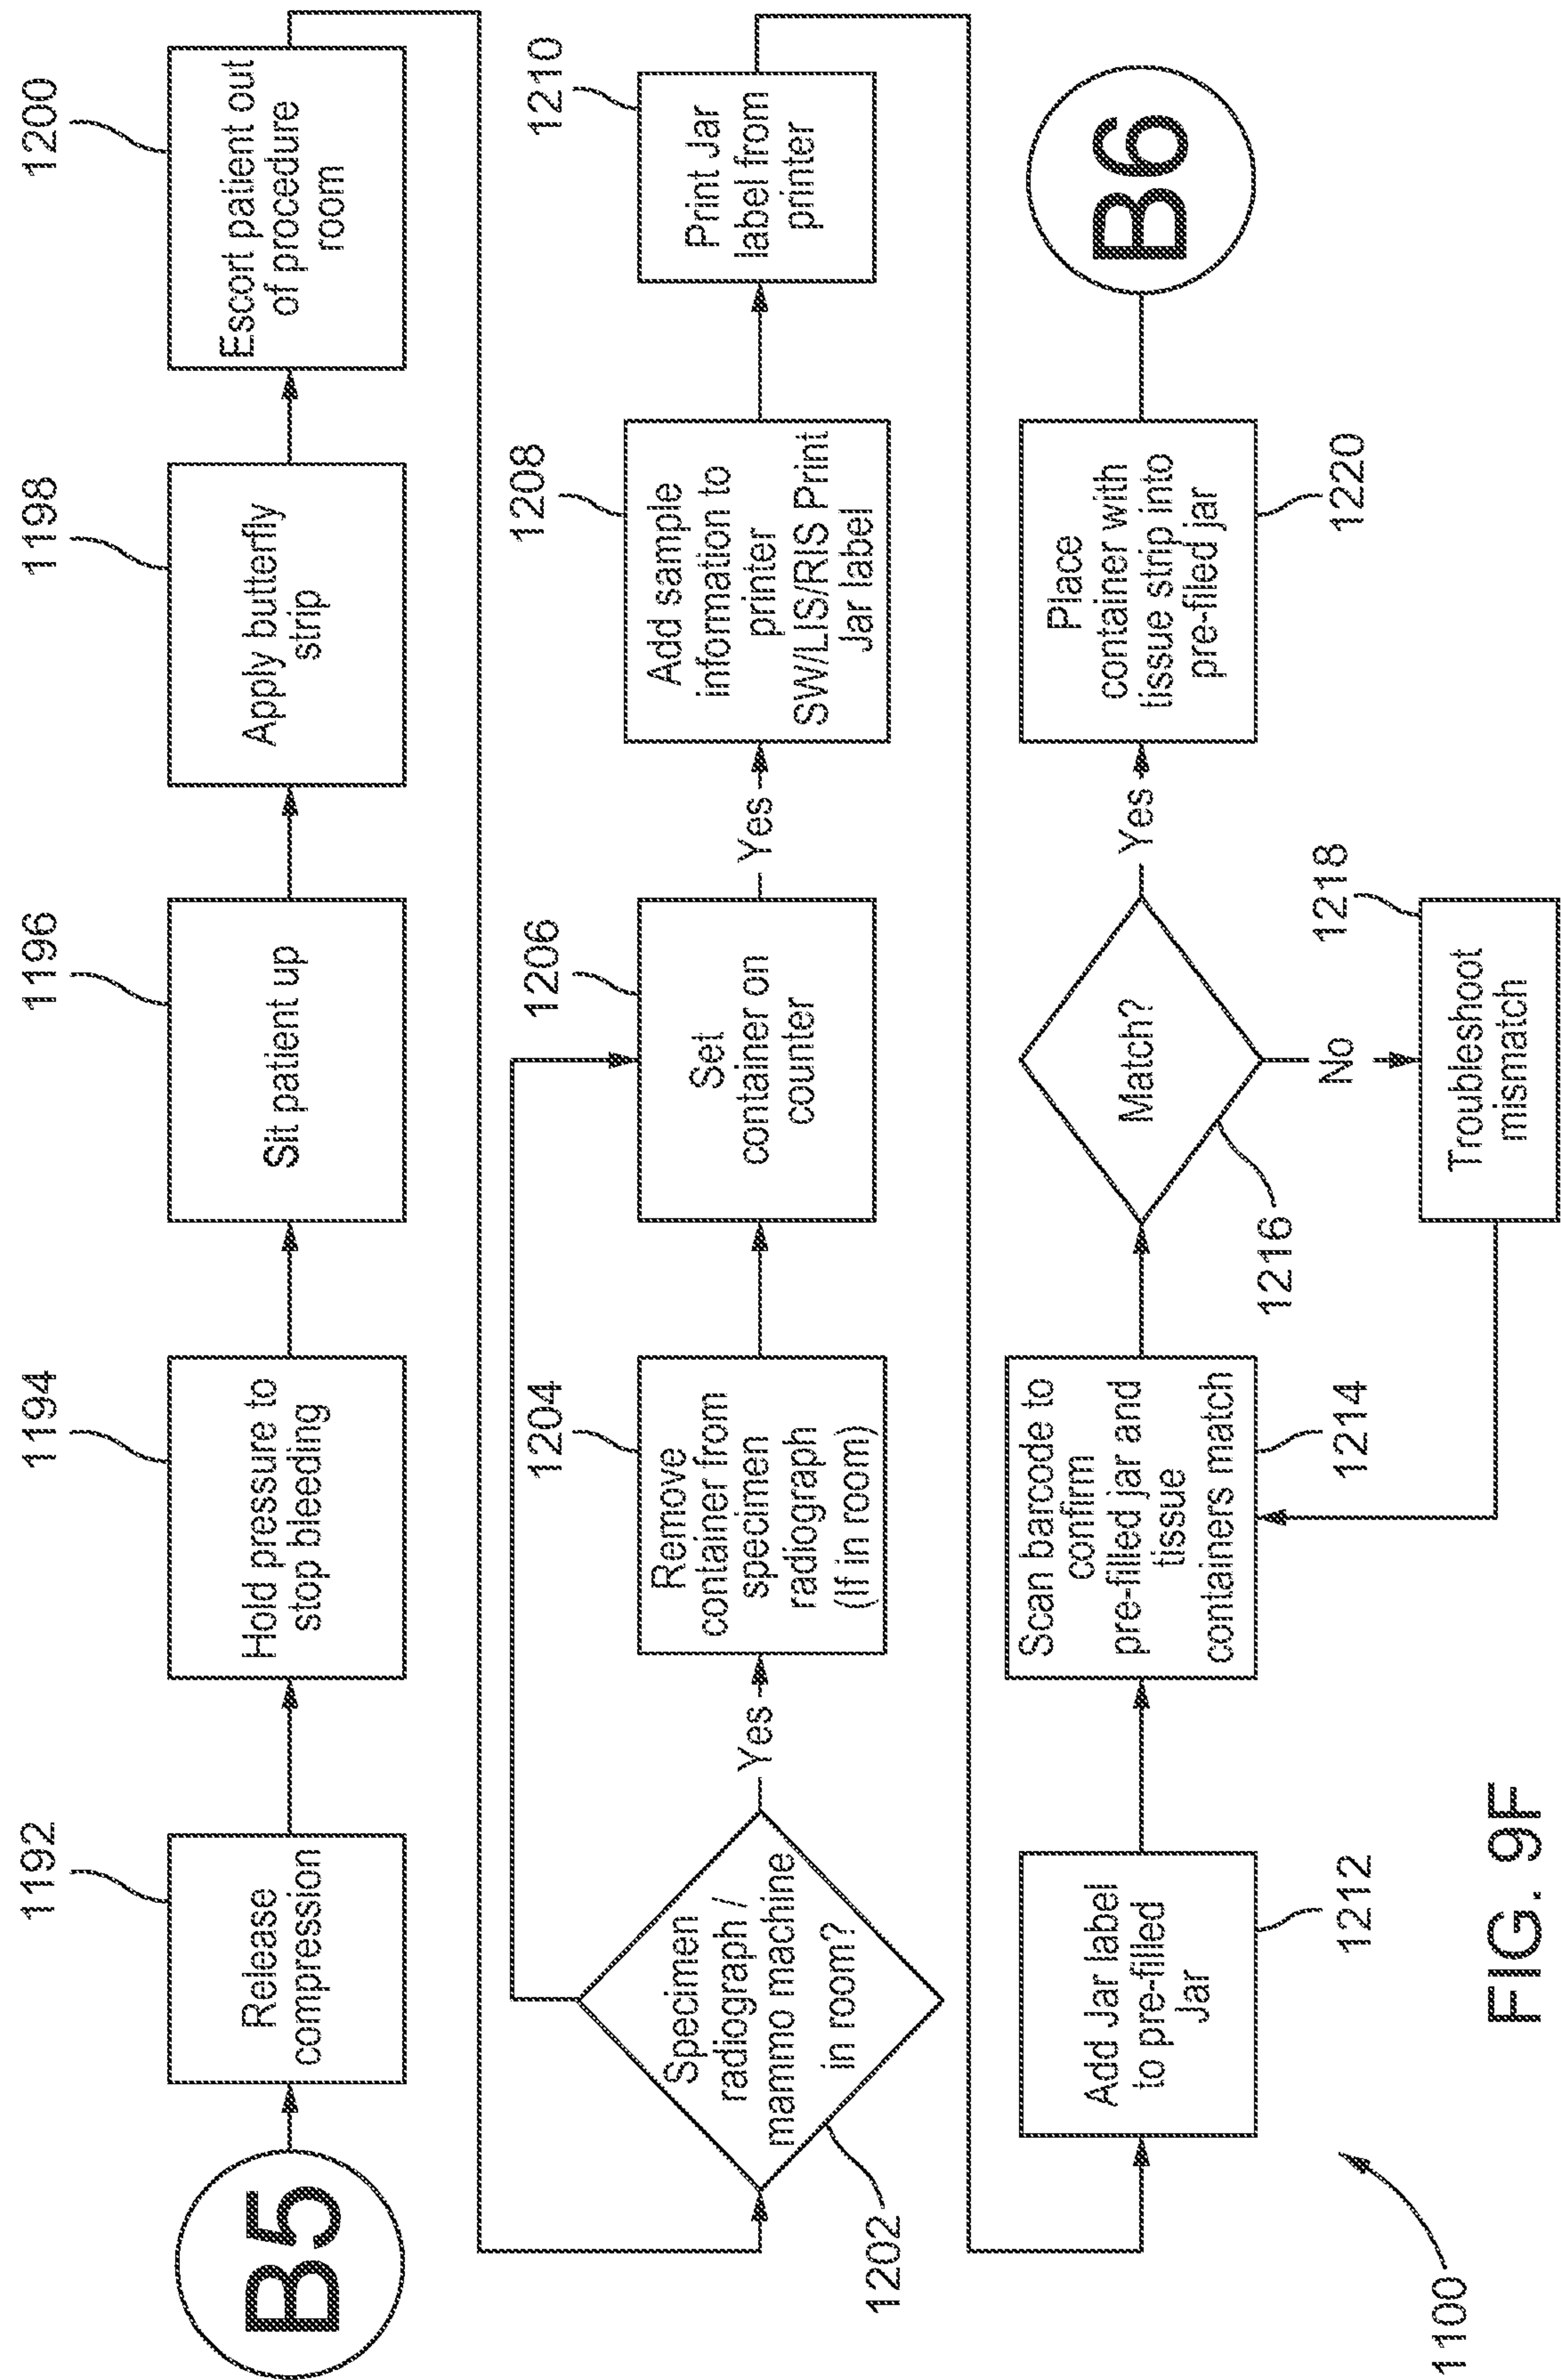 1192
1194
1196
1198
1200
B5
Release
compression
Hold pressure to
stop bleeding
Sit patient up
Apply butterfly
strip
Escort patient out
of procedure
room
1204
1206
1208
1210
Specimen
radiograph /
mammo machine
in room?
Yes
Remove
container from
specimen
radiograph
(If in room)
Set
container on
counter
Yes
Add sample
information to
printer
SW/LIS/RIS Print
Jar label
Print Jar
label from
printer
1202
Add Jar label
to pre-filled
Jar
Scan barcode to
confirm
pre-filled jar and
tissue
containers match
Match?
Yes
Place
container with
tissue strip into
pre-filed jar
B6
1212
1214
1216
No
1218
1220
Troubleshoot
mismatch
1100
FIG. 9F